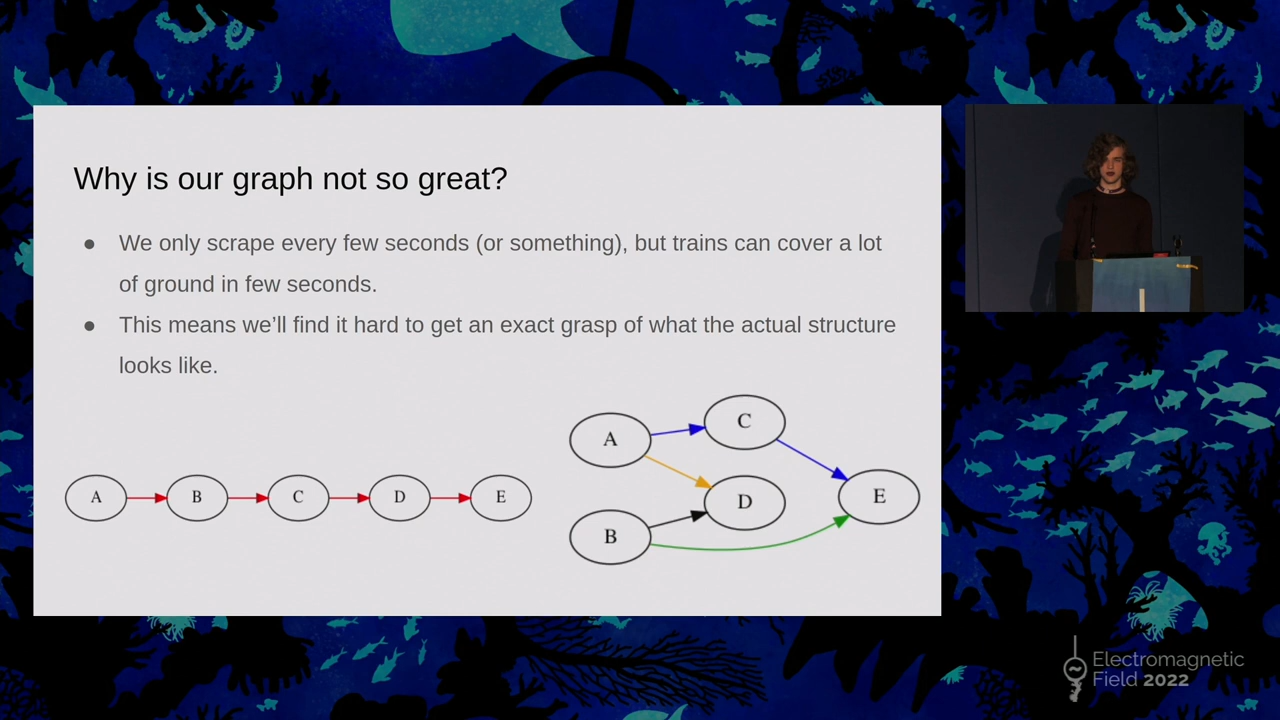 Why is our graph not so great?
● We only scrape every few seconds (or something), but trains can cover a lot
of ground in few seconds.
● This means we’ll find it hard to get an exact grasp of what the actual structure
looks like.
A B C D E
A
C
D
B
E
Electromagnetic
Field 2022